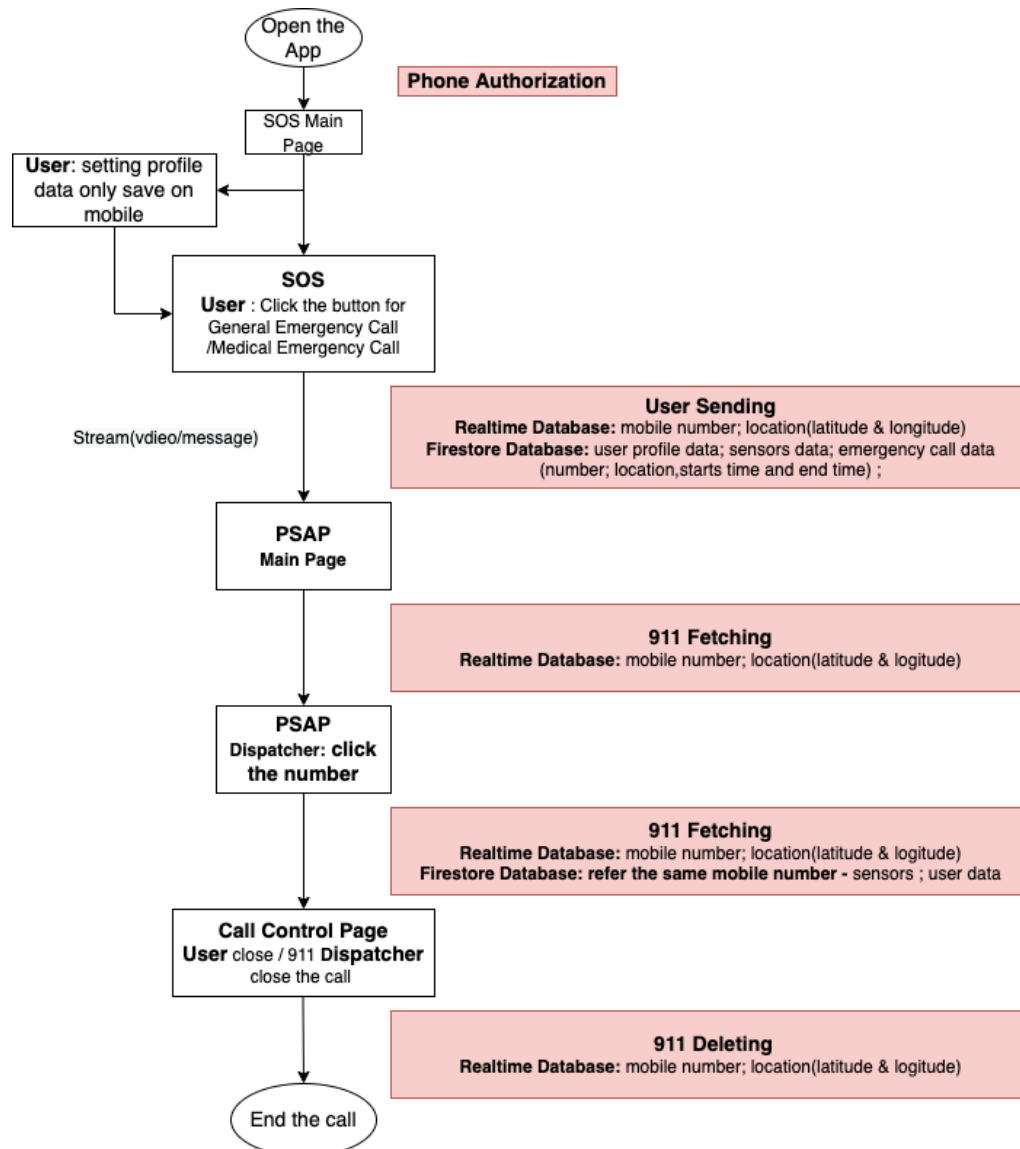 Open the
App
Phone Authorization
SOS Main
Page
User: setting profile
data only save on
mobile
SOS
User : Click the button for
General Emergency Call
/Medical Emergency Call
Stream(vdieo/message)
User Sending
Realtime Database: mobile number; location(latitude & longitude)
Firestore Database: user profile data; sensors data; emergency call data
(number; location,starts time and end time) ;
PSAP
Main Page
911 Fetching
Realtime Database: mobile number; location(latitude & logitude)
PSAP
Dispatcher: click
the number
911 Fetching
Realtime Database: mobile number; location(latitude & logitude)
Firestore Database: refer the same mobile number - sensors ; user data
Call Control Page
User close / 911 Dispatcher
close the call
911 Deleting
Realtime Database: mobile number; location(latitude & logitude)
End the call